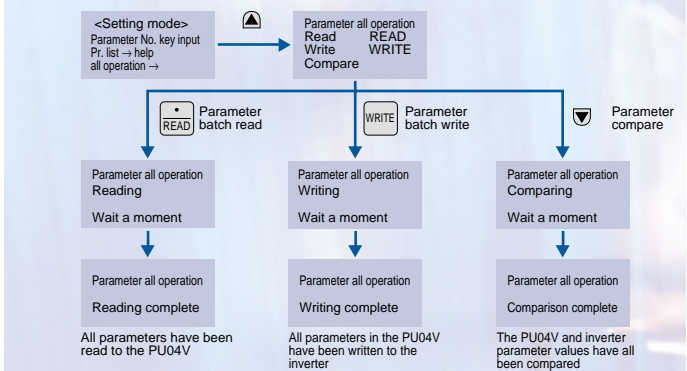 <Setting mode>
Parameter No. key input
Pr. list → help
all operation →
Parameter all operation
Read READ
Write WRITE
Compare
•
READ
Parameter
batch read
WRITE
Parameter
batch write
Parameter
compare
Parameter all operation
Reading
Wait a moment
Parameter all operation
Writing
Wait a moment
Parameter all operation
Comparing
Wait a moment
Parameter all operation
Reading complete
Parameter all operation
Writing complete
Parameter all operation
Comparison complete
All parameters have been
read to the PU04V
All parameters in the PU04V
have been written to the
inverter
The PU04V and inverter
parameter values have all
been compared